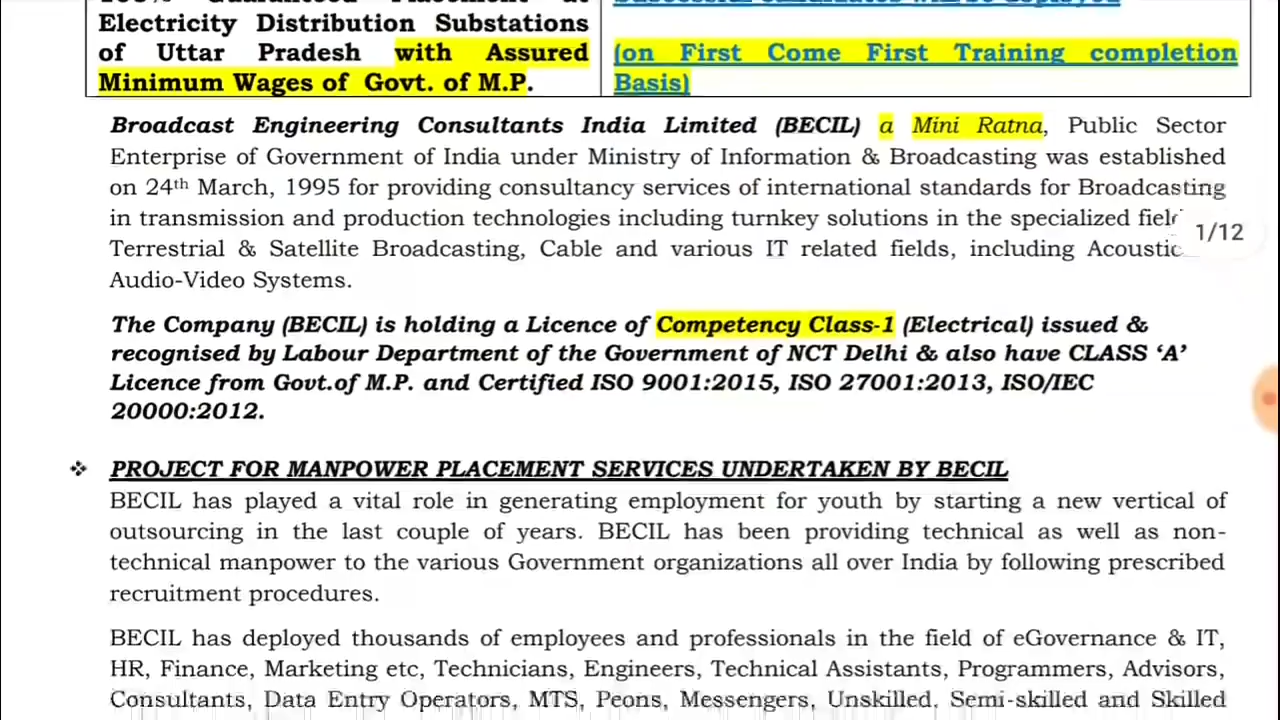 100% Guaranteed Placement at
Electricity Distribution Substations
of Uttar Pradesh with Assured
Minimum Wages of Govt. of M.P.
Successful candidates will be deployed
(on First Come First Training completion
Basis)
Broadcast Engineering Consultants India Limited (BECIL) a Mini Ratna, Public Sector
Enterprise of Government of India under Ministry of Information & Broadcasting was established
on 24th March, 1995 for providing consultancy services of international standards for Broadcasting
in transmission and production technologies including turnkey solutions in the specialized
Terrestrial & Satellite Broadcasting, Cable and various IT related fields, including
Audio-Video Systems.
1/12
The Company (BECIL) is holding a Licence of Competency Class-1 (Electrical) issued &
recognised by Labour Department of the Government of NCT Delhi & also have CLASS ‘A’
Licence from Govt.of M.P. and Certified ISO 9001:2015, ISO 27001:2013, ISO/IEC
20000:2012.
❖ PROJECT FOR MANPOWER PLACEMENT SERVICES UNDERTAKEN BY BECIL
BECIL has played a vital role in generating employment for youth by starting a new vertical of
outsourcing in the last couple of years. BECIL has been providing technical as well as non-
technical manpower to the various Government organizations all over India by following prescribed
recruitment procedures.
BECIL has deployed thousands of employees and professionals in the field of eGovernance & IT,
HR, Finance, Marketing etc, Technicians, Engineers, Technical Assistants, Programmers, Advisors,
Consultants, Data Entry Operators, MTS, Peons, Messengers, Unskilled, Semi-skilled and Skilled